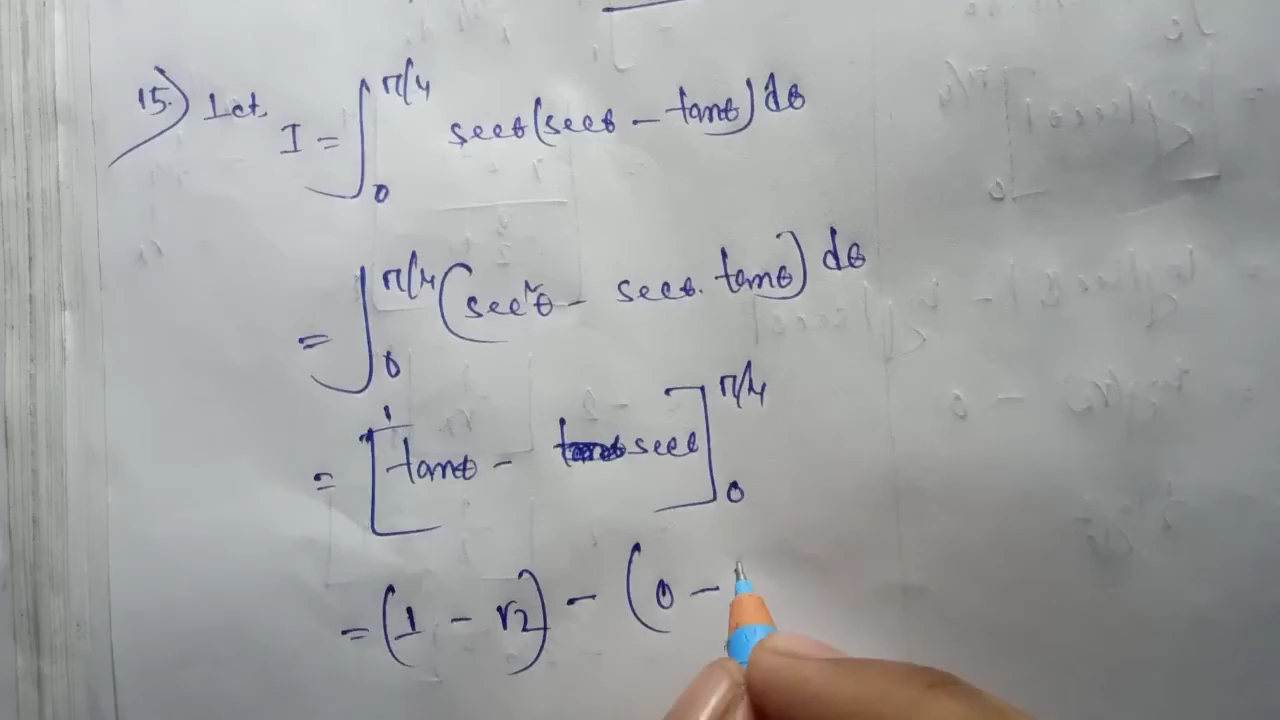 15.) Let I = ∫₀^π/4 secθ(secθ - tanθ) dθ
= ∫₀^π/4 (sec²θ - secθ. tanθ) dθ
= [tanθ - secθ]₀^π/4
= (1 - √2) - (0 -